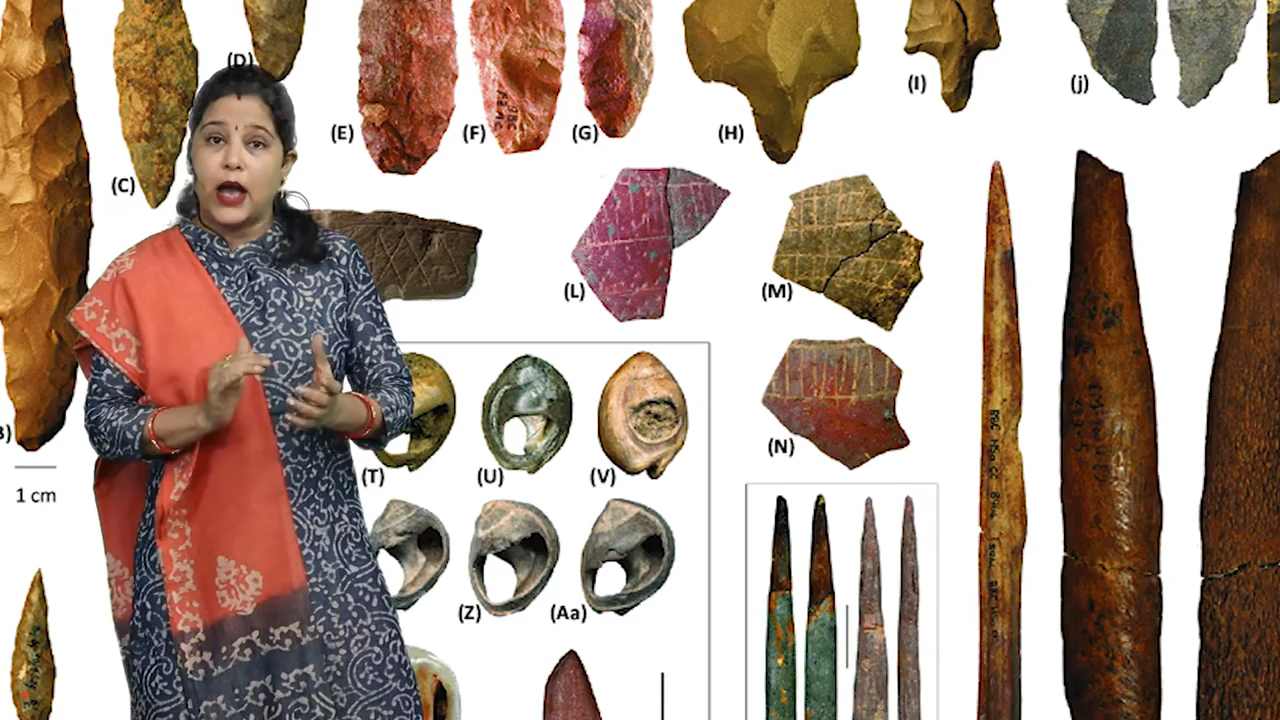 (D)
(E)
(F)
(G)
(H)
(I)
(j)
(C)
(L)
(M)
(N)
1 cm
(T)
(U)
(V)
(Z)
(Aa)